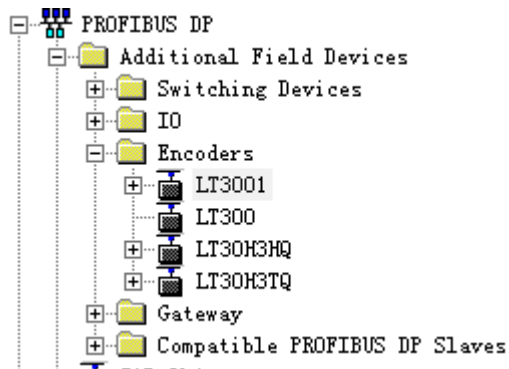 PROFIBUS DP
Additional Field Devices
Switching Devices
IO
Encoders
LT3001
LT300
LT30H3HQ
LT30H3TQ
Gateway
Compatible PROFIBUS DP Slaves